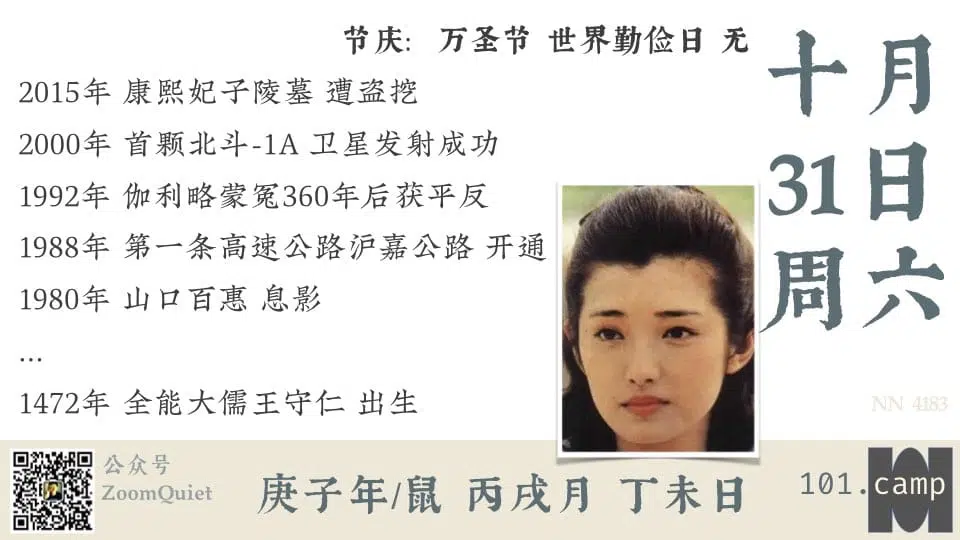 节庆: 万圣节 世界勤俭日 无
十月
31日
周六
2015年 康熙妃子陵墓 遭盗挖
2000年 首颗北斗-1A 卫星发射成功
1992年 伽利略蒙冤360年后获平反
1988年 第一条高速公路沪嘉公路 开通
1980年 山口百惠 息影
...
1472年 全能大儒王守仁 出生
NN 4183
公众号
ZoomQuiet
庚子年/鼠 丙戌月 丁未日
101.camp